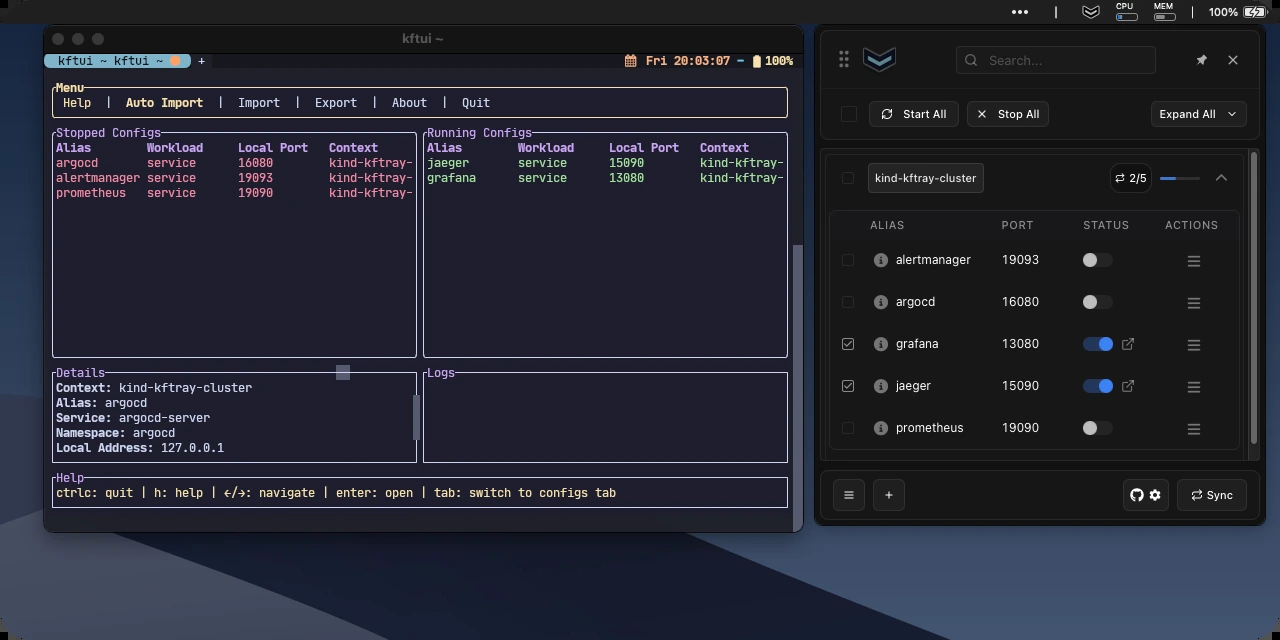 CPU MEM 100%
kftui ~
kftui ~ kftui ~ + Fri 20:03:07 - 100%
Menu
Help | Auto Import | Import | Export | About | Quit
Stopped Configs
Alias Workload Local Port Context
argocd service 16080 kind-kftray-
alertmanager service 19093 kind-kftray-
prometheus service 19090 kind-kftray-
Running Configs
Alias Workload Local Port Context
jaeger service 15090 kind-kftray-
grafana service 13080 kind-kftray-
Details
Context: kind-kftray-cluster
Alias: argocd
Service: argocd-server
Namespace: argocd
Local Address: 127.0.0.1
Logs
Help
ctrlc: quit | h: help | ←/→: navigate | enter: open | tab: switch to configs tab
Search...
Start All Stop All Expand All
kind-kftray-cluster 2/5
ALIAS PORT STATUS ACTIONS
alertmanager 19093
argocd 16080
grafana 13080
jaeger 15090
prometheus 19090
+ Sync